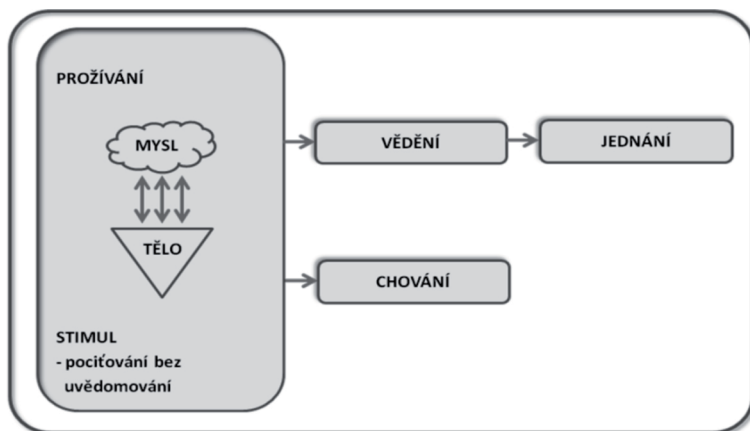 PROŽÍVÁNÍ
MYSL
TĚLO
STIMUL
- pociťování bez
uvědomování
VĚDĚNÍ
JEDNÁNÍ
CHOVÁNÍ